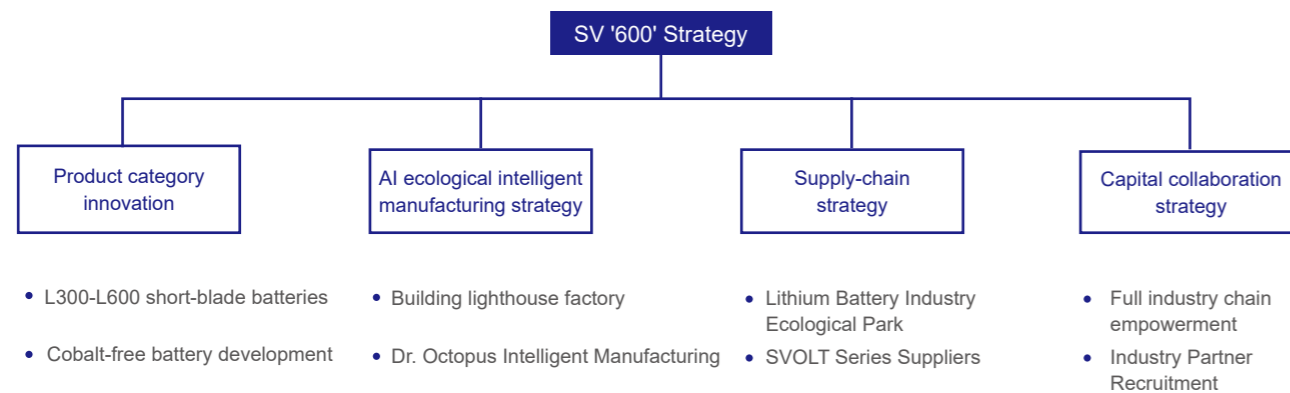 SV '600' Strategy
Product category
innovation
AI ecological intelligent
manufacturing strategy
Supply-chain
strategy
Capital collaboration
strategy
L300-L600 short-blade batteries
Cobalt-free battery development
Building lighthouse factory
Dr. Octopus Intelligent Manufacturing
Lithium Battery Industry
Ecological Park
SVOLT Series Suppliers
Full industry chain
empowerment
Industry Partner
Recruitment